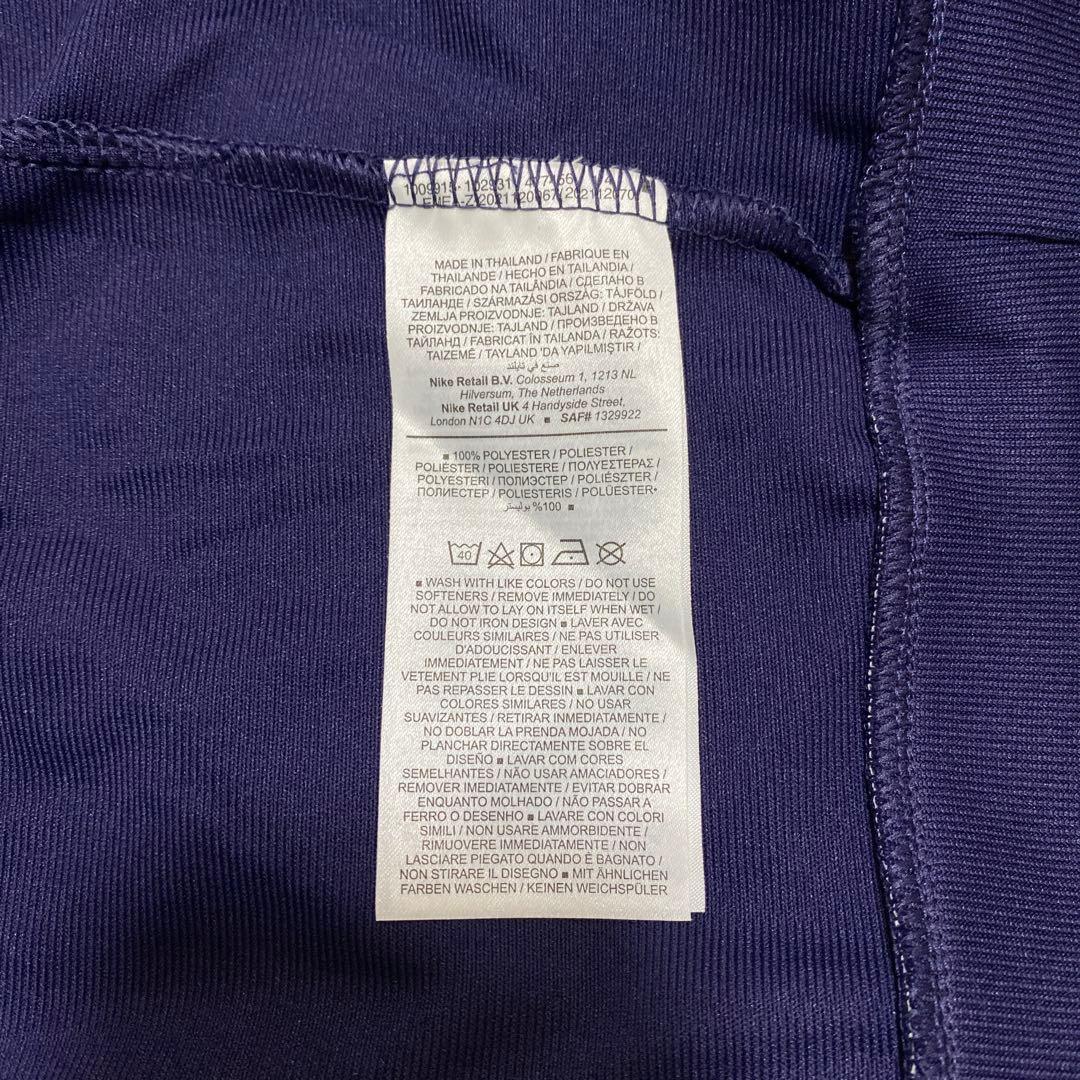 MADE IN THAILAND / FABRIQUE EN
THAILANDE / HECHO EN TAILANDIA /
FABRICADO NA TAILÂNDIA / СДЕЛАНО В
ТАИЛАНДЕ / SZÁRMAZÁSI ORSZÁG: TÁJFÖLD /
ZEMLJA PROIZVODNJE: TAJLAND / DRŽAVA
PROIZVODNJE: TAJLAND / ПРОИЗВЕДЕНО В
ТАЙЛАНД / FABRICAT ÎN TAILANDA / RAŽOTS:
TAIZEMĒ / TAYLAND 'DA YAPILMIŞTIR /
صنع في تايلند
Nike Retail B.V. Colosseum 1, 1213 NL
Hilversum, The Netherlands
Nike Retail UK 4 Handyside Street,
London N1C 4DJ UK ■ SAF# 1329922
■ 100% POLYESTER / POLIESTER /
POLIÉSTER / POLIESTERE / ΠΟΛΥΕΣΤΕΡΑΣ /
POLYESTERI / ПОЛИЭСТЕР / POLIÉSZTER /
ПОЛИЕСТЕР / POLIESTERIS / POLÜESTER•
■ 100% بوليستر
40
■ WASH WITH LIKE COLORS / DO NOT USE
SOFTENERS / REMOVE IMMEDIATELY / DO
NOT ALLOW TO LAY ON ITSELF WHEN WET /
DO NOT IRON DESIGN ■ LAVER AVEC
COULEURS SIMILAIRES / NE PAS UTILISER
D'ADOUCISSANT / ENLEVER
IMMEDIATEMENT / NE PAS LAISSER LE
VETEMENT PLIE LORSQU'IL EST MOUILLE / NE
PAS REPASSER LE DESSIN ■ LAVAR CON
COLORES SIMILARES / NO USAR
SUAVIZANTES / RETIRAR INMEDIATAMENTE /
NO DOBLAR LA PRENDA MOJADA / NO
PLANCHAR DIRECTAMENTE SOBRE EL
DISEÑO ■ LAVAR COM CORES
SEMELHANTES / NÃO USAR AMACIADORES /
REMOVER IMEDIATAMENTE / EVITAR DOBRAR
ENQUANTO MOLHADO / NÃO PASSAR A
FERRO O DESENHO ■ LAVARE CON COLORI
SIMILI / NON USARE AMMORBIDENTE /
RIMUOVERE IMMEDIATAMENTE / NON
LASCIARE PIEGATO QUANDO È BAGNATO /
NON STIRARE IL DISEGNO ■ MIT ÄHNLICHEN
FARBEN WASCHEN / KEINEN WEICHSPÜLER